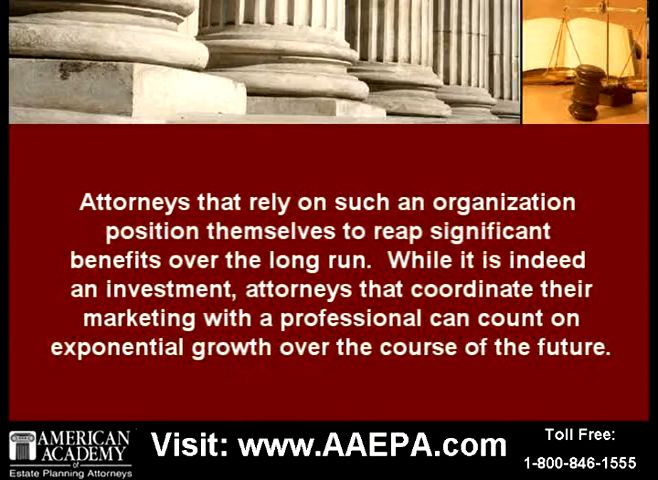 Attorneys that rely on such an organization
position themselves to reap significant
benefits over the long run.  While it is indeed
an investment, attorneys that coordinate their
marketing with a professional can count on
exponential growth over the course of the future.
AMERICAN
ACADEMY
of
Estate Planning Attorneys
Visit: www.AAEPA.com
Toll Free:
1-800-846-1555